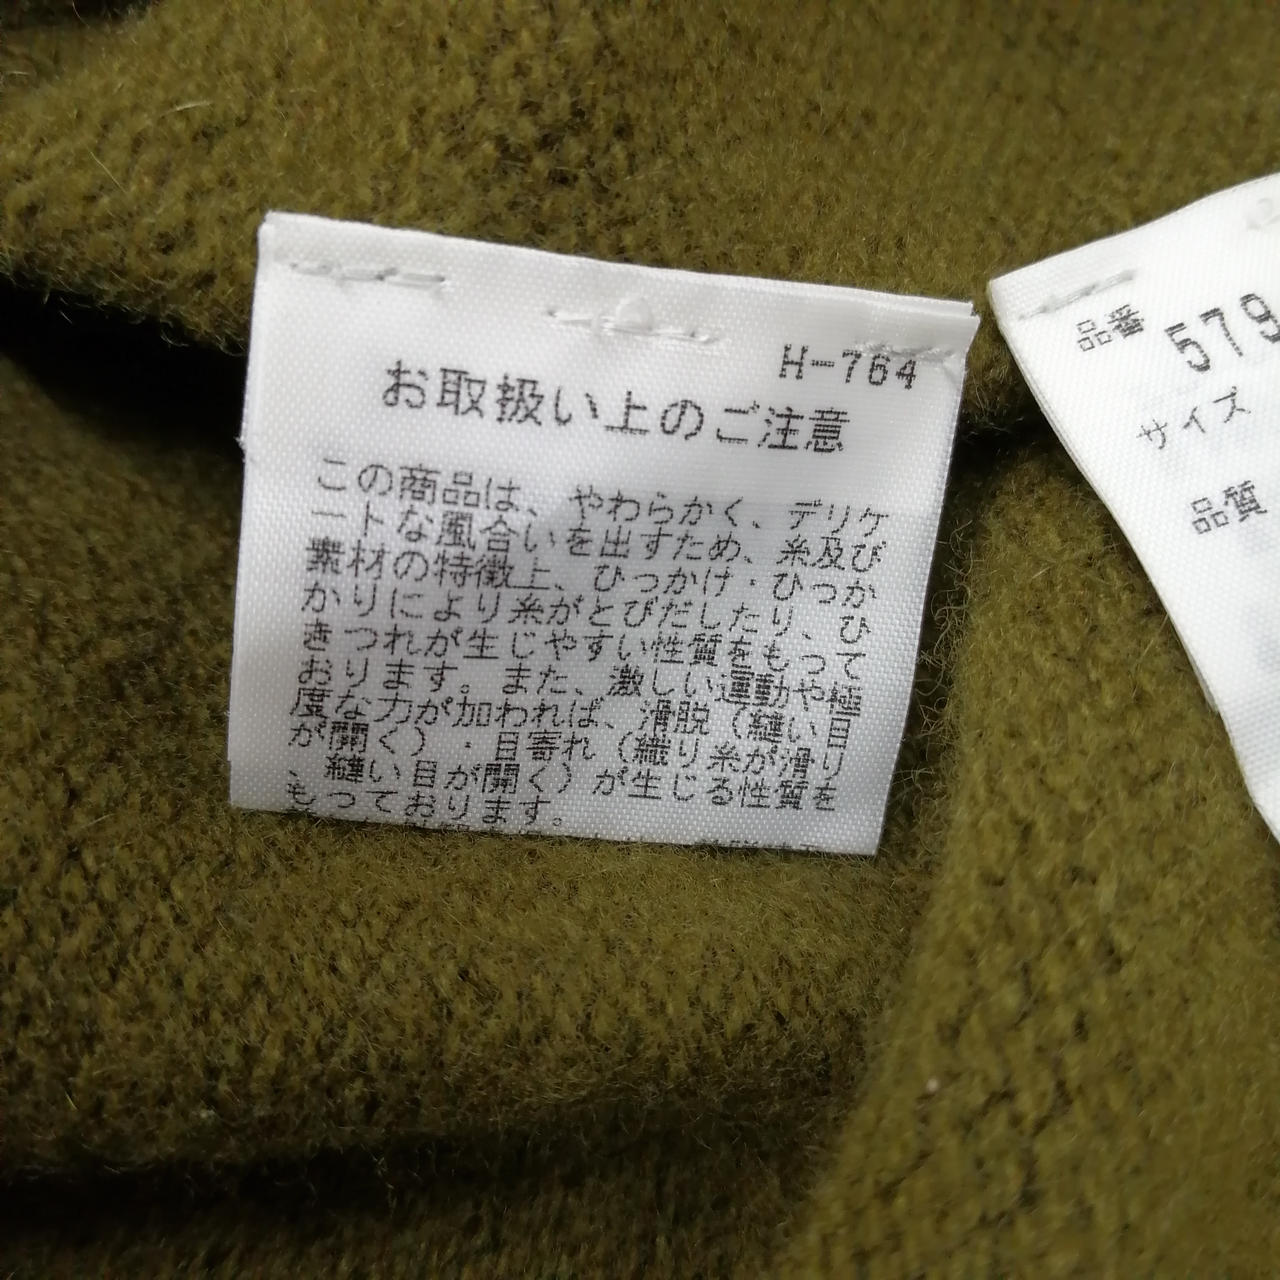 H-764
お取扱い上のご注意
この商品は、やわらかく、デリケ
ートな風合いを出すため、糸及び
素材の特徴上、ひっかけ・ひっか
かりにより糸がとびだしたり、ひ
きつれが生じやすい性質をもって
おります。また、激しい運動や極
度な力が加われば、滑脱（縫い目
が開く）・目寄れ（織り糸が滑り
、縫い目が開く）が生じる性質を
もっております。
品番 579
サイズ
品質